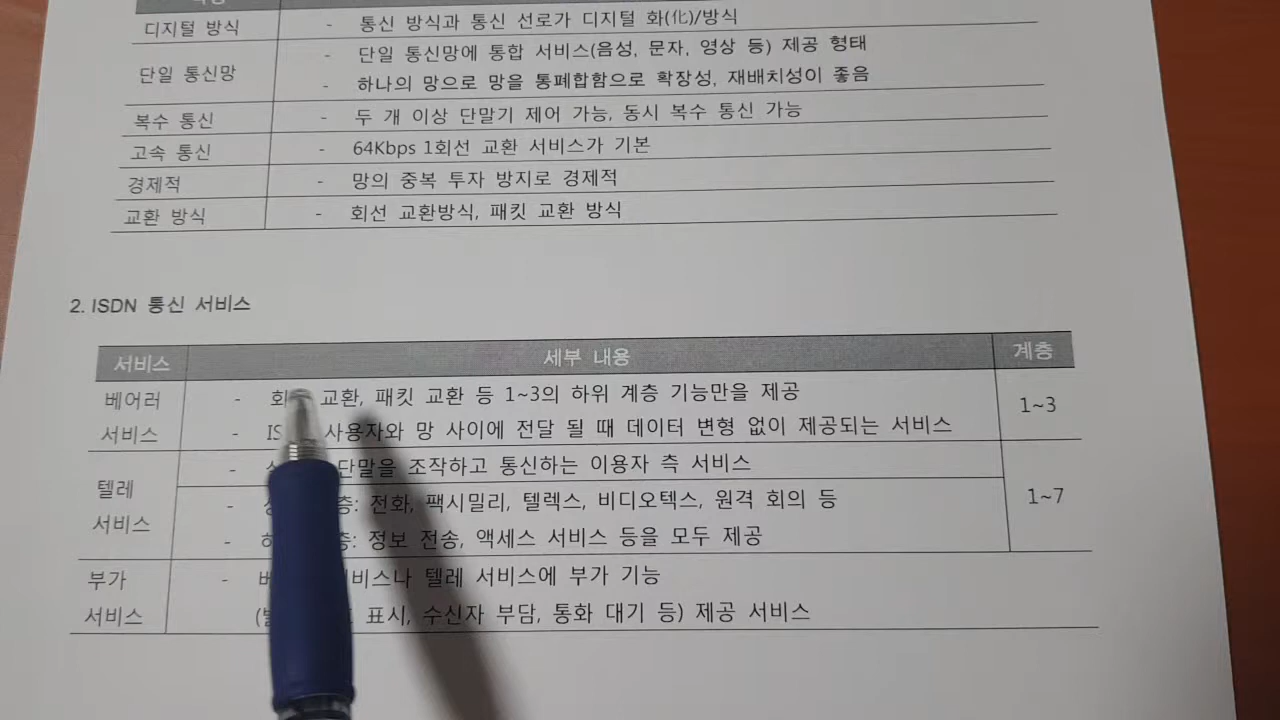 디지털 방식 - 통신 방식과 통신 선로가 디지털 화(化)/방식
단일 통신망 - 단일 통신망에 통합 서비스(음성, 문자, 영상 등) 제공 형태
- 하나의 망으로 망을 통폐합함으로 확장성, 재배치성이 좋음
복수 통신 - 두 개 이상 단말기 제어 가능, 동시 복수 통신 가능
고속 통신 - 64Kbps 1회선 교환 서비스가 기본
경제적 - 망의 중복 투자 방지로 경제적
교환 방식 - 회선 교환방식, 패킷 교환 방식
2. ISDN 통신 서비스
서비스 세부 내용 계층
베어러 - 교환, 패킷 교환 등 1~3의 하위 계층 기능만을 제공 1~3
서비스 - 사용자와 망 사이에 전달 될 때 데이터 변형 없이 제공되는 서비스
텔레 - 단말을 조작하고 통신하는 이용자 측 서비스 1~7
서비스 - 전화, 팩시밀리, 텔렉스, 비디오텍스, 원격 회의 등
- 정보 전송, 액세스 서비스 등을 모두 제공
부가 - 텔레 서비스에 부가 기능
서비스 표시, 수신자 부담, 통화 대기 등) 제공 서비스